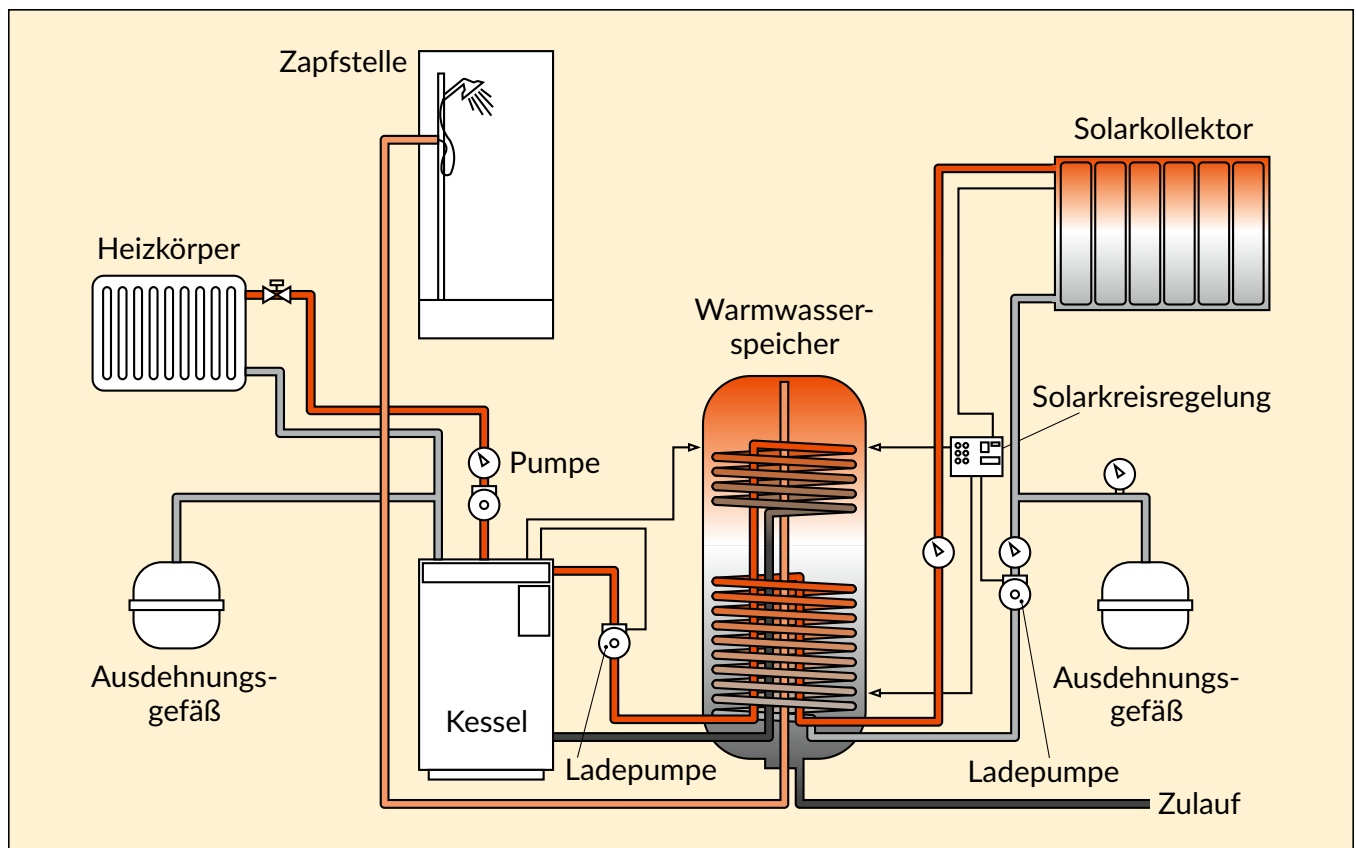 Zapfstelle
Solarkollektor
Heizkörper
Warmwasser-
speicher
Solarkreisregelung
Pumpe
Ausdehnungs-
gefäß
Kessel
Ladepumpe
Ausdehnungs-
gefäß
Ladepumpe
Zulauf